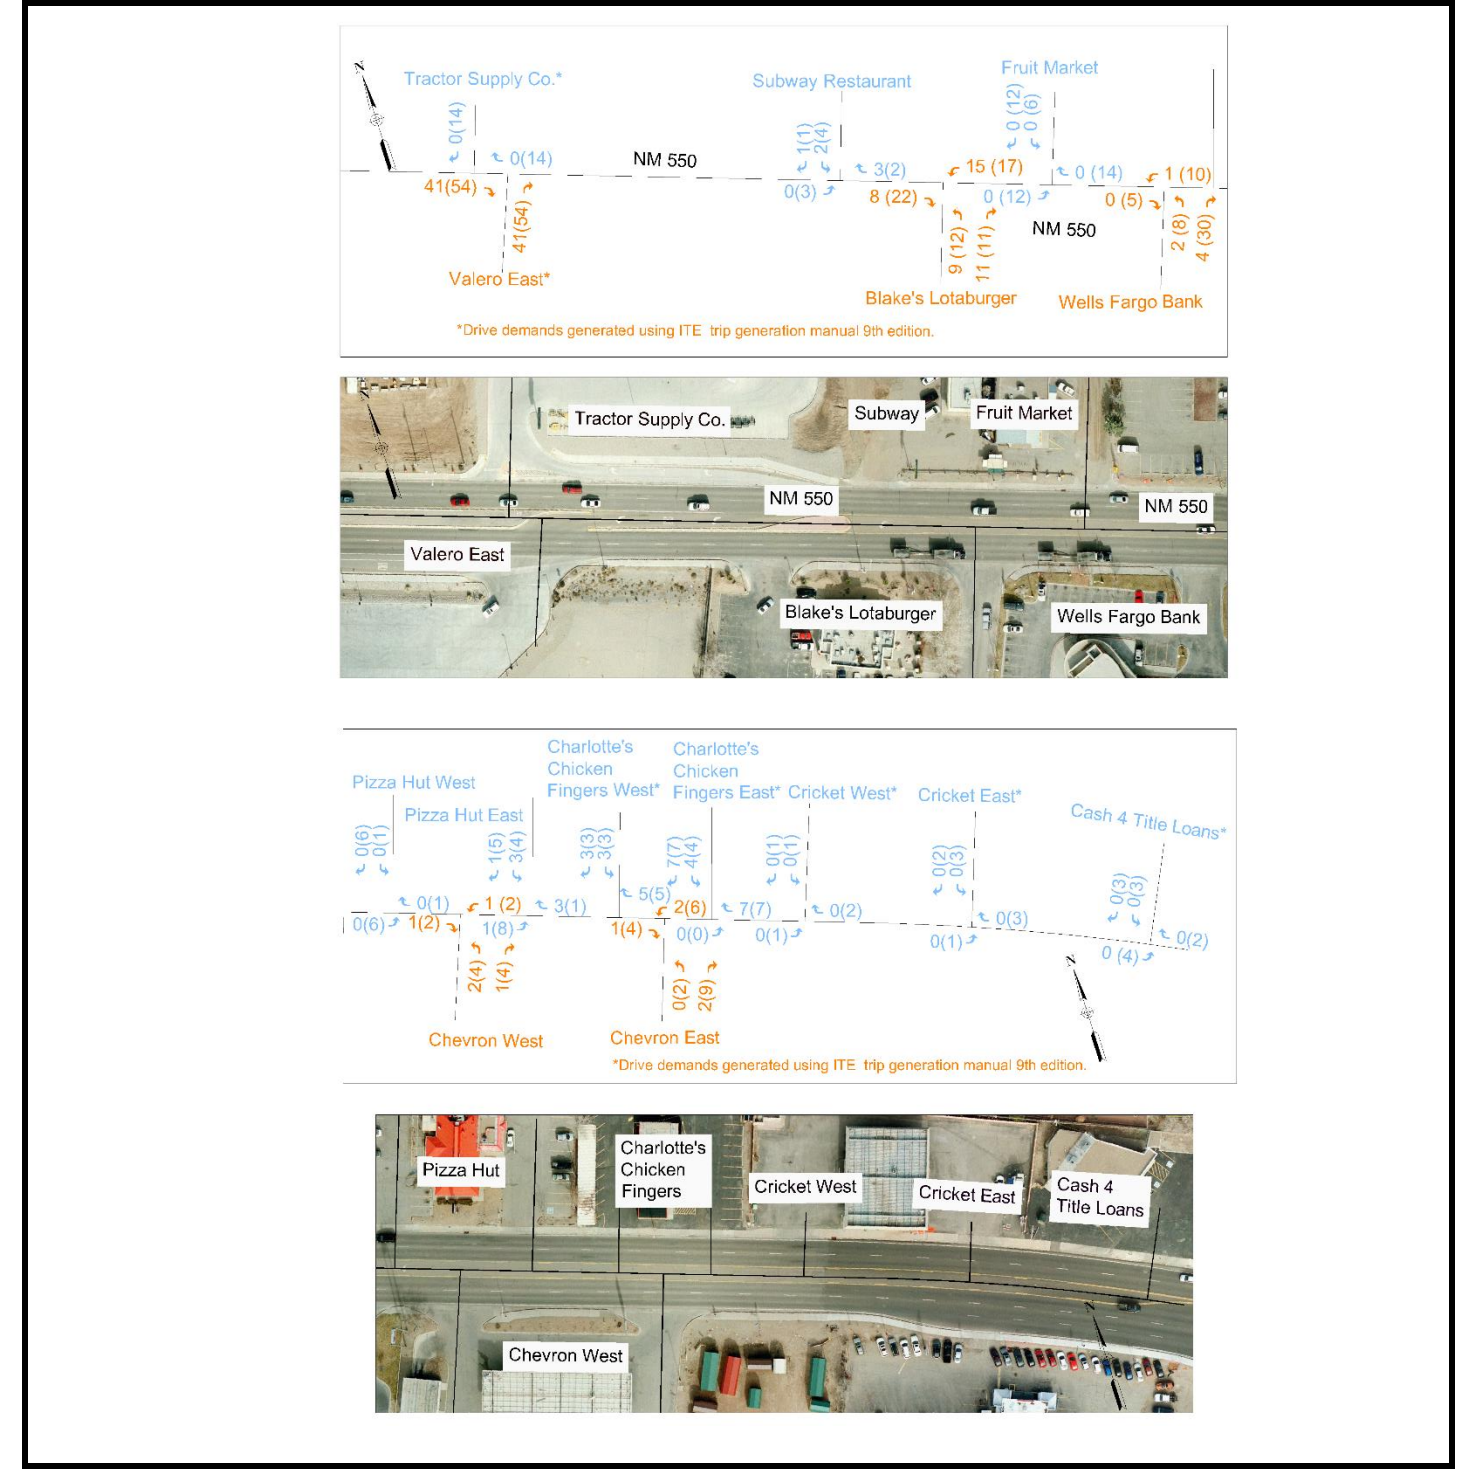 N
Tractor Supply Co.*
Subway Restaurant
Fruit Market
0(14)
0(14)
NM 550
1(1)
2(4)
3(2)
0 (12)
0 (6)
15 (17)
0 (14)
1 (10)
41(54)
0(3)
8 (22)
0 (12)
0 (5)
41(54)
9 (12)
11 (11)
NM 550
2 (8)
4 (30)
Valero East*
Blake's Lotaburger
Wells Fargo Bank
*Drive demands generated using ITE trip generation manual 9th edition.
N
Tractor Supply Co.
Subway
Fruit Market
NM 550
NM 550
Valero East
Blake's Lotaburger
Wells Fargo Bank
Charlotte's
Chicken
Fingers West*
Charlotte's
Chicken
Fingers East*
Pizza Hut West
Pizza Hut East
Cricket West*
Cricket East*
Cash 4 Title Loans*
0(6)
0(1)
1(5)
3(4)
3(3)
3(3)
7(7)
4(4)
0(1)
0(1)
0(2)
0(3)
0(3)
0(3)
0(1)
1 (2)
3(1)
5(5)
2(6)
7(7)
0(2)
0(3)
0(2)
0(6)
1(2)
1(8)
1(4)
0(0)
0(1)
0(1)
0 (4)
2(4)
1(4)
0(2)
2(9)
N
Chevron West
Chevron East
*Drive demands generated using ITE trip generation manual 9th edition.
Pizza Hut
Charlotte's
Chicken
Fingers
Cricket West
Cricket East
Cash 4
Title Loans
N
Chevron West